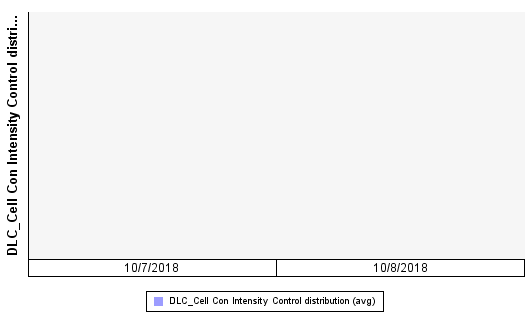 DLC_Cell Con Intensity Control distri...
10/7/2018 10/8/2018
DLC_Cell Con Intensity Control distribution (avg)